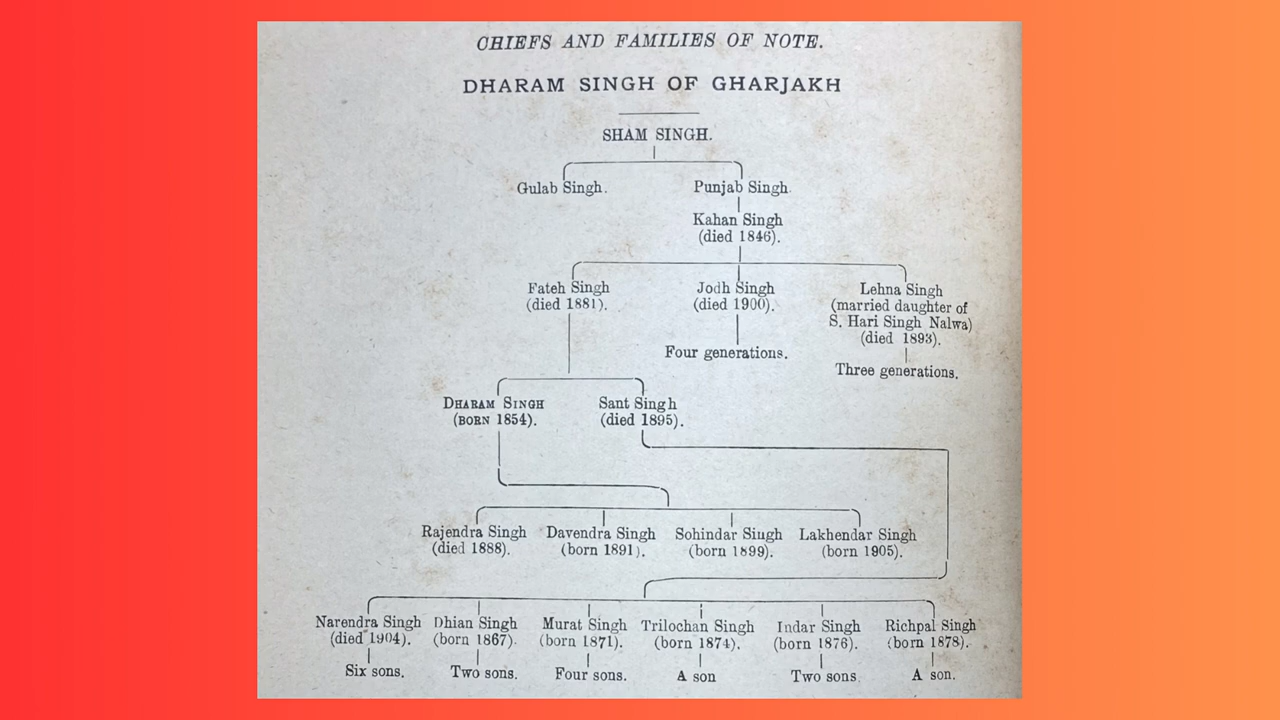 CHIEFS AND FAMILIES OF NOTE.
DHARAM SINGH OF GHARJAKH
SHAM SINGH.
Gulab Singh. Punjab Singh.
Kahan Singh
(died 1846).
Fateh Singh
(died 1881).
Jodh Singh
(died 1900).
Lehna Singh
(married daughter of
S. Hari Singh Nalwa)
(died 1893).
Four generations.
Three generations.
DHARAM SINGH
(BORN 1854).
Sant Singh
(died 1895).
Rajendra Singh
(died 1888).
Davendra Singh
(born 1891).
Sohindar Singh
(born 1899).
Lakhendar Singh
(born 1905).
Narendra Singh
(died 1904).
Six sons.
Dhian Singh
(born 1867).
Two sons.
Murat Singh
(born 1871).
Four sons.
Trilochan Singh
(born 1874).
A son
Indar Singh
(born 1876).
Two sons
Richpal Singh
(born 1878).
A son.